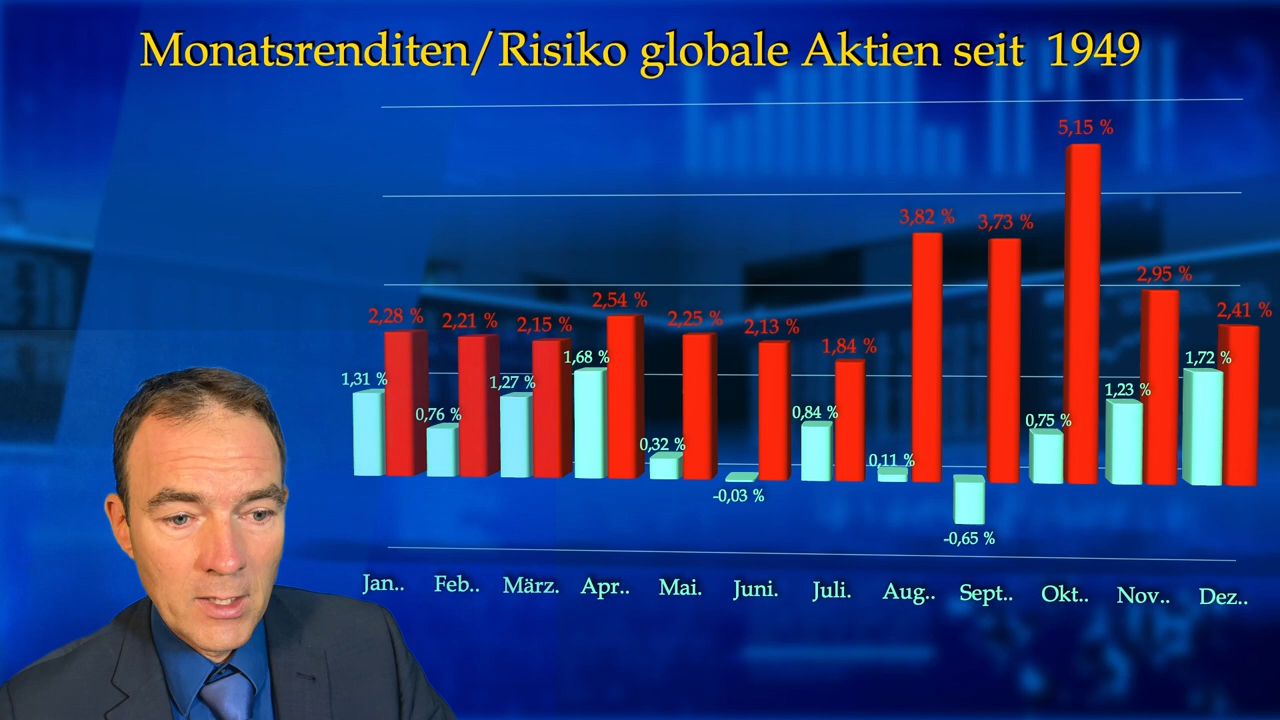 Monatsrenditen/Risiko globale Aktien seit 1949
1,31 % 2,28 % 0,76 % 2,21 % 1,27 % 2,15 % 1,68 % 2,54 % 0,32 % 2,25 % -0,03 % 2,13 % 0,84 % 1,84 % 0,11 % 3,82 % -0,65 % 3,73 % 0,75 % 5,15 % 1,23 % 2,95 % 1,72 % 2,41 %
Jan.. Feb.. März. Apr.. Mai. Juni. Juli. Aug.. Sept.. Okt.. Nov.. Dez..